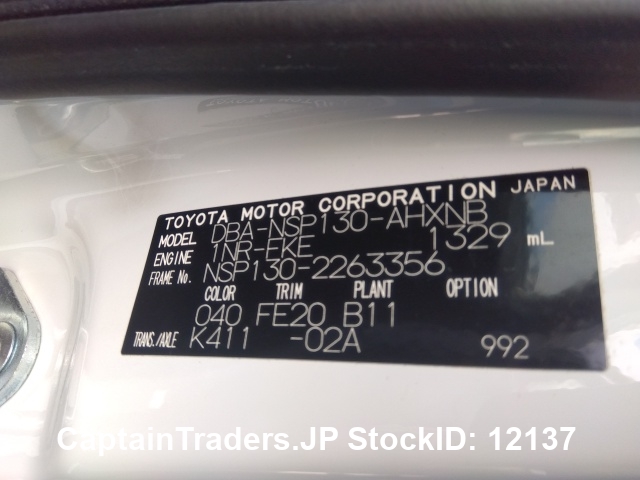 TOYOTA MOTOR CORPORATION JAPAN
MODEL DBA-NSP130-AHXNB
ENGINE 1NR-FKE 1329 mL
FRAME No. NSP130-2263356
COLOR TRIM PLANT OPTION
040 FE20 B11
TRANS./AXLE K411 -02A 992
CaptainTraders.JP StockID: 12137